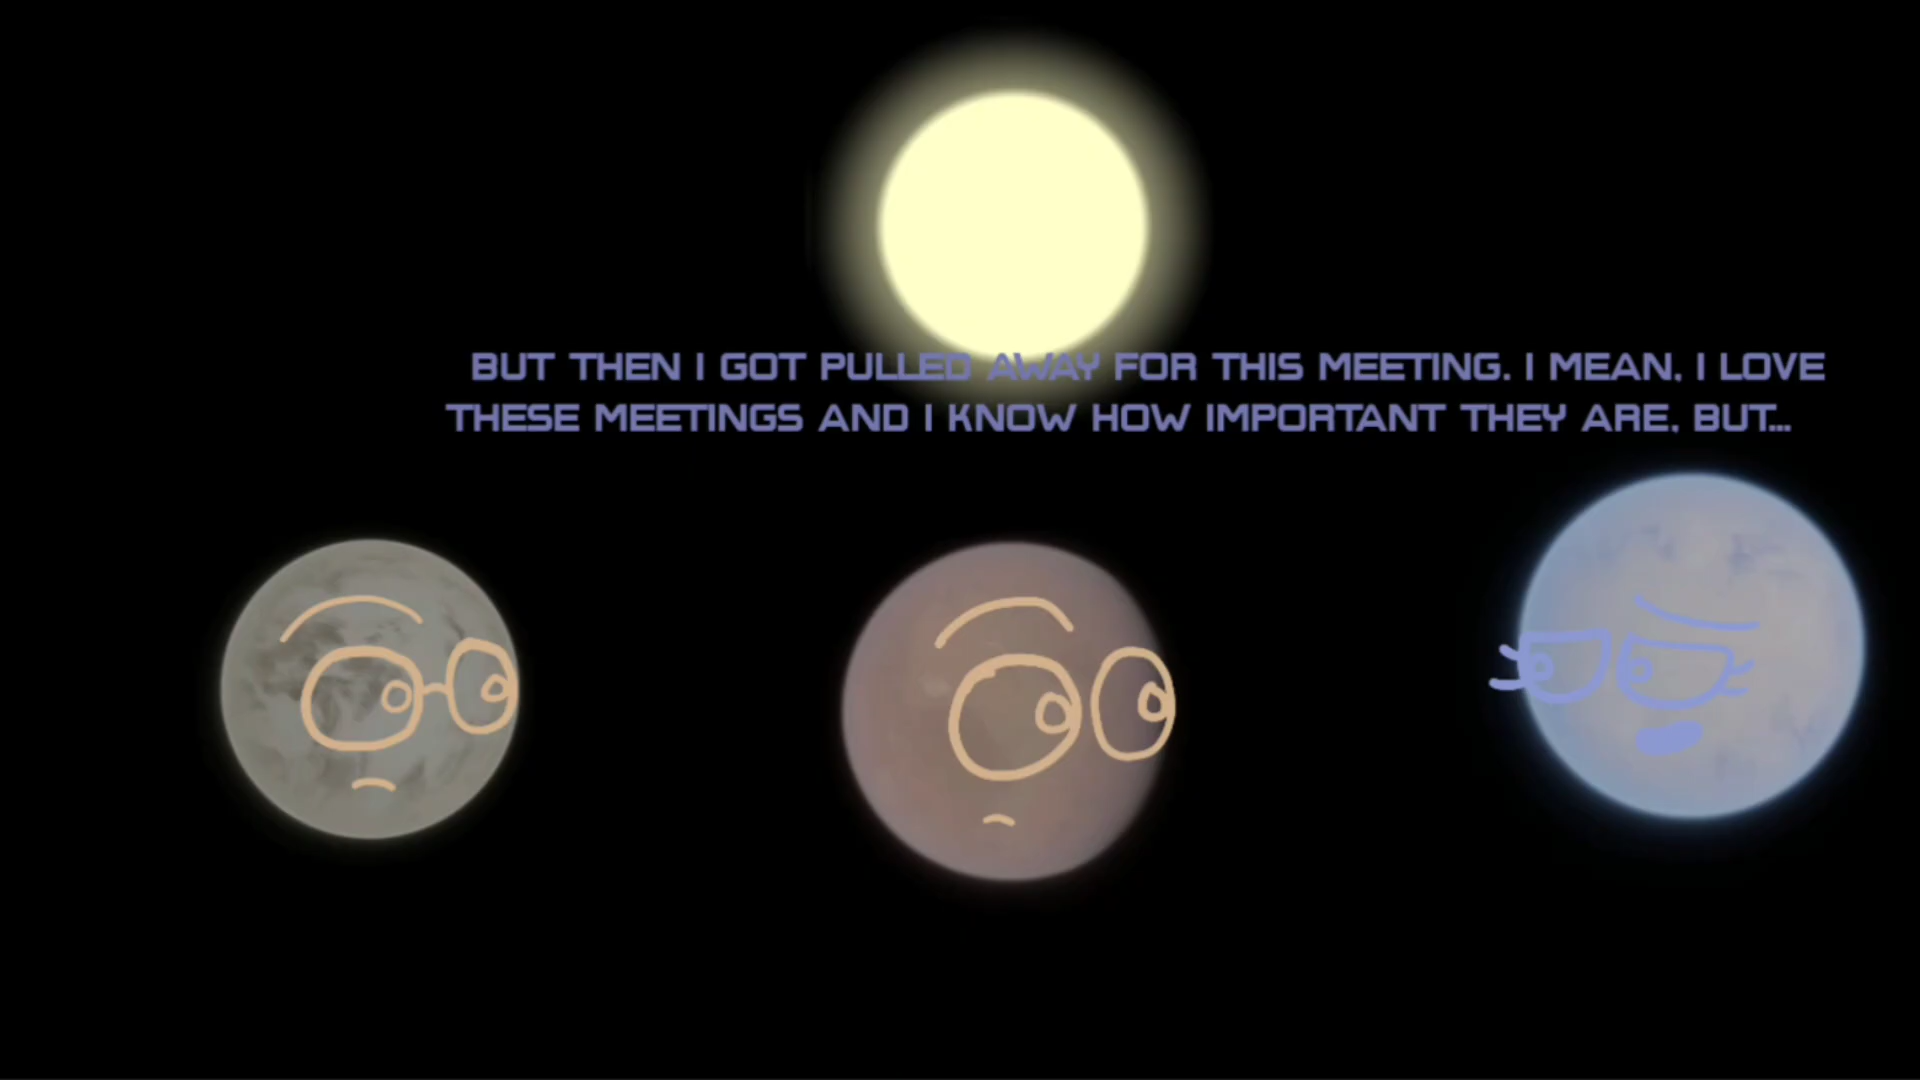 BUT THEN I GOT PULLED AWAY FOR THIS MEETING. I MEAN, I LOVE
THESE MEETINGS AND I KNOW HOW IMPORTANT THEY ARE, BUT...